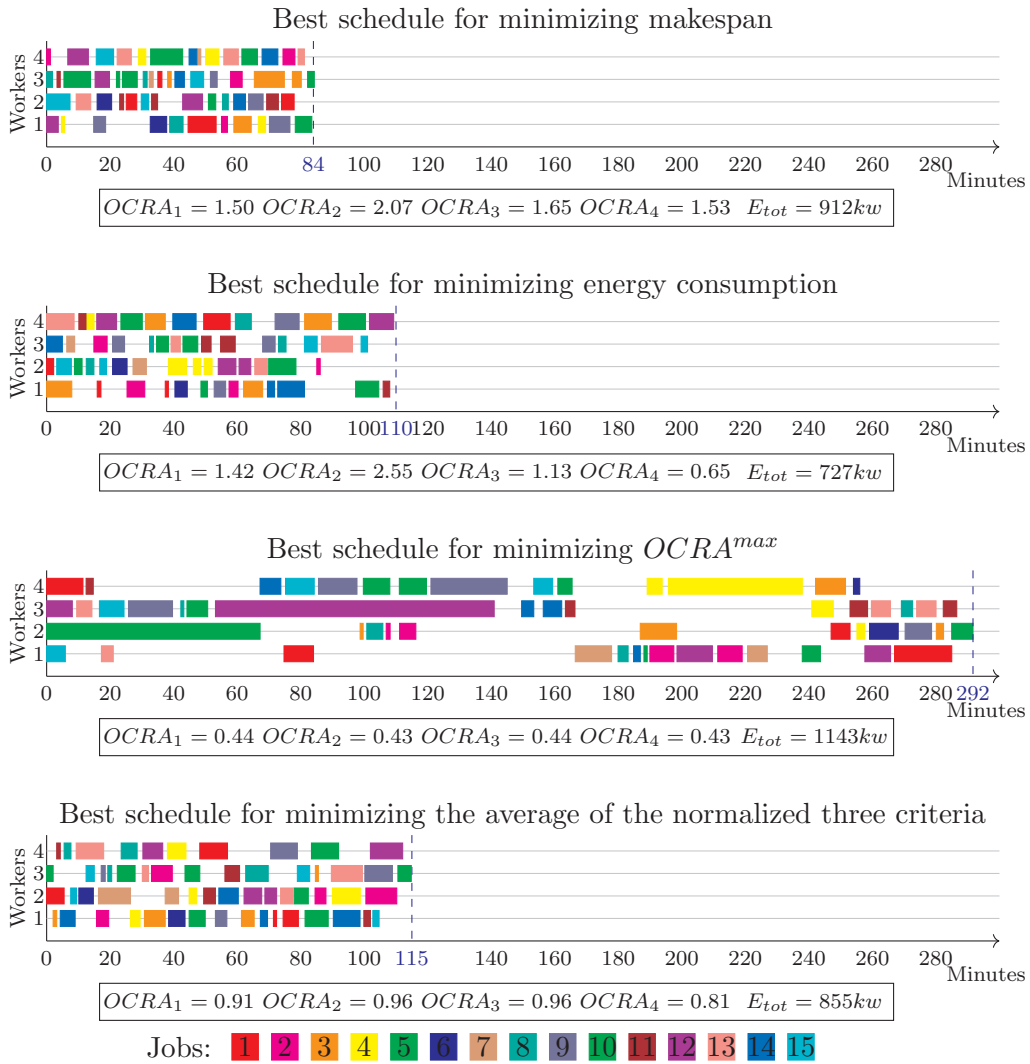 Best schedule for minimizing makespan
Workers
4
3
2
1
0 20 40 60 84 100 120 140 160 180 200 220 240 260 280
Minutes
OCRA1 = 1.50 OCRA2 = 2.07 OCRA3 = 1.65 OCRA4 = 1.53 Etot = 912kw
Best schedule for minimizing energy consumption
Workers
4
3
2
1
0 20 40 60 80 100 110 120 140 160 180 200 220 240 260 280
Minutes
OCRA1 = 1.42 OCRA2 = 2.55 OCRA3 = 1.13 OCRA4 = 0.65 Etot = 727kw
Best schedule for minimizing OCRA^max
Workers
4
3
2
1
0 20 40 60 80 100 120 140 160 180 200 220 240 260 280 292
Minutes
OCRA1 = 0.44 OCRA2 = 0.43 OCRA3 = 0.44 OCRA4 = 0.43 Etot = 1143kw
Best schedule for minimizing the average of the normalized three criteria
Workers
4
3
2
1
0 20 40 60 80 100 115 140 160 180 200 220 240 260 280
Minutes
OCRA1 = 0.91 OCRA2 = 0.96 OCRA3 = 0.96 OCRA4 = 0.81 Etot = 855kw
Jobs: 1 2 3 4 5 6 7 8 9 10 11 12 13 14 15